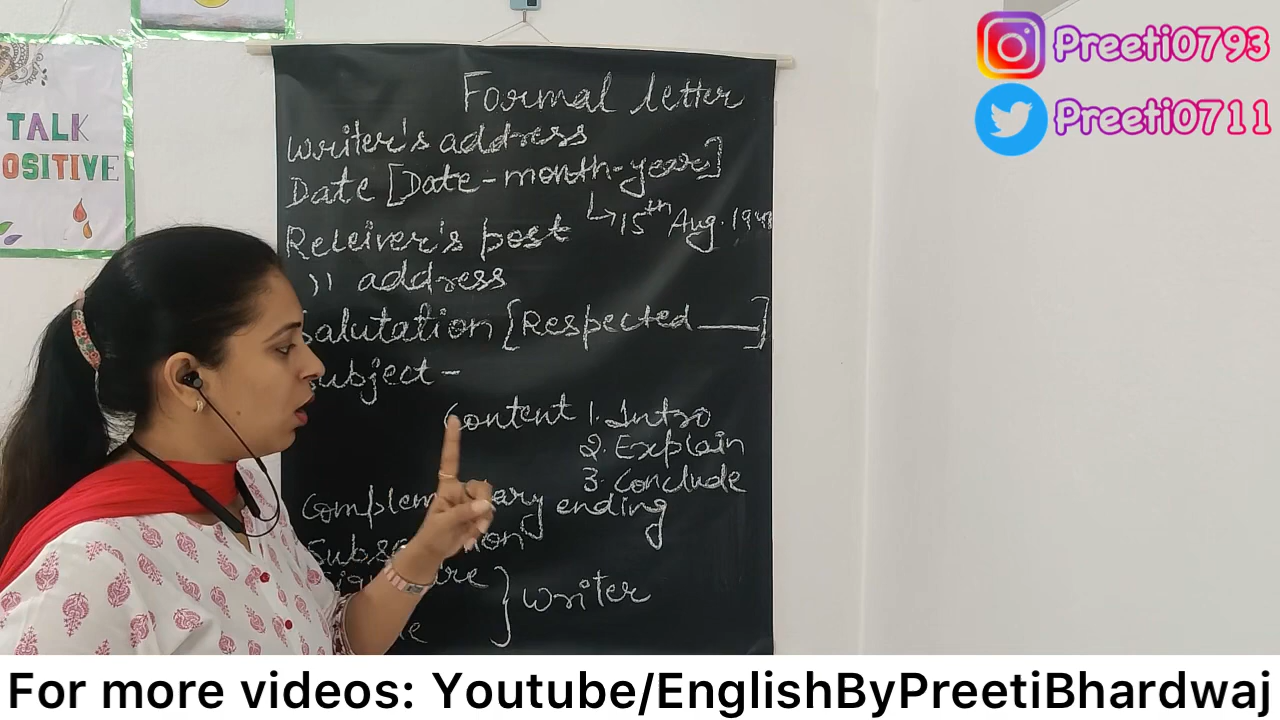 Preeti0793
Preeti0711
TALK
OSITIVE
Formal letter
Writer's address
Date [Date-month-year]
↳ 15th Aug. 194
Receiver's post
)) address
Salutation [Respected ___]
Subject -
Content 1. Intro
2. Explain
3. Conclude
ending
} Writer
For more videos: Youtube/EnglishByPreetiBhardwaj